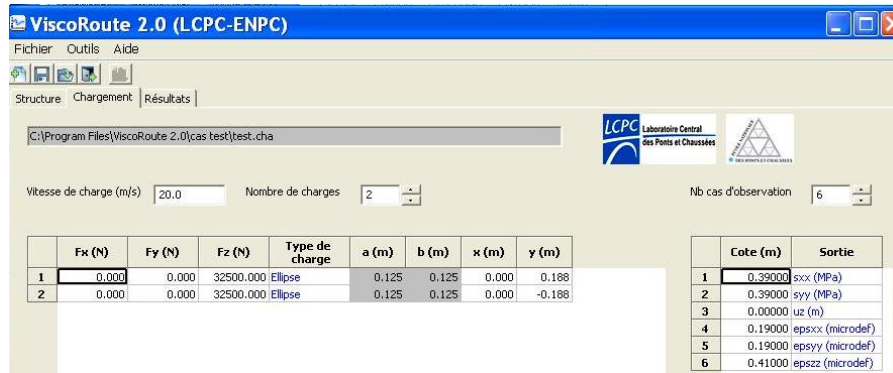 ViscoRoute 2.0 (LCPC-ENPC)
Fichier Outils Aide
Structure Chargement Résultats
C:\Program Files\ViscoRoute 2.0\cas test\test.cha
LCPC Laboratoire Central
des Ponts et Chaussées
Vitesse de charge (m/s) 20.0 Nombre de charges 2 Nb cas d'observation 6
Fx (N) Fy (N) Fz (N) Type de charge a (m) b (m) x (m) y (m)
1 0.000 0.000 32500.000 Ellipse 0.125 0.125 0.000 0.188
2 0.000 0.000 32500.000 Ellipse 0.125 0.125 0.000 -0.188
Cote (m) Sortie
1 0.39000 sxx (MPa)
2 0.39000 syy (MPa)
3 0.00000 uz (m)
4 0.19000 epsxx (microdef)
5 0.19000 epsyy (microdef)
6 0.41000 epszz (microdef)